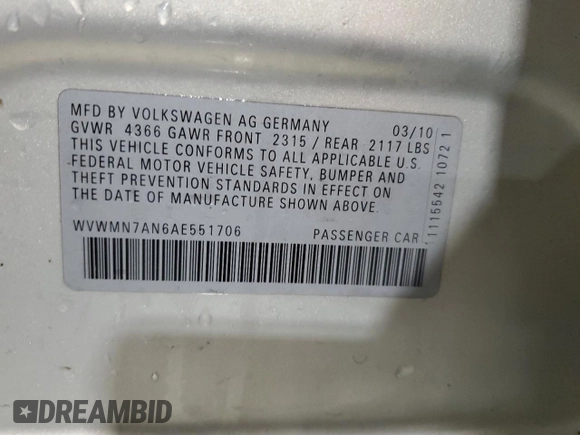 MFD BY VOLKSWAGEN AG GERMANY 03/10
GVWR 4366 GAWR FRONT 2315 / REAR 2117 LBS
THIS VEHICLE CONFORMS TO ALL APPLICABLE U.S.
FEDERAL MOTOR VEHICLE SAFETY, BUMPER AND
THEFT PREVENTION STANDARDS IN EFFECT ON
THE DATE OF MANUFACTURE SHOWN ABOVE.
WVWMN7AN6AE551706 PASSENGER CAR
1115542 1072 1
DREAMBID